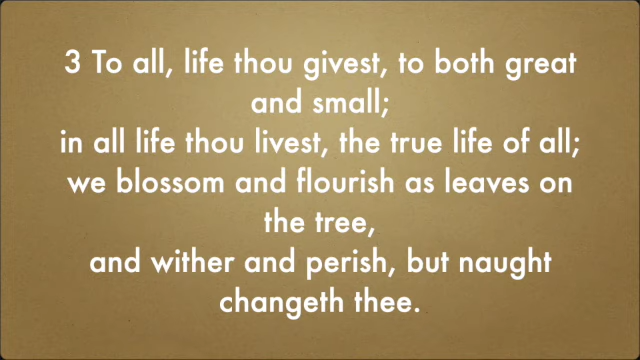 3 To all, life thou givest, to both great
and small;
in all life thou livest, the true life of all;
we blossom and flourish as leaves on
the tree,
and wither and perish, but naught
changeth thee.